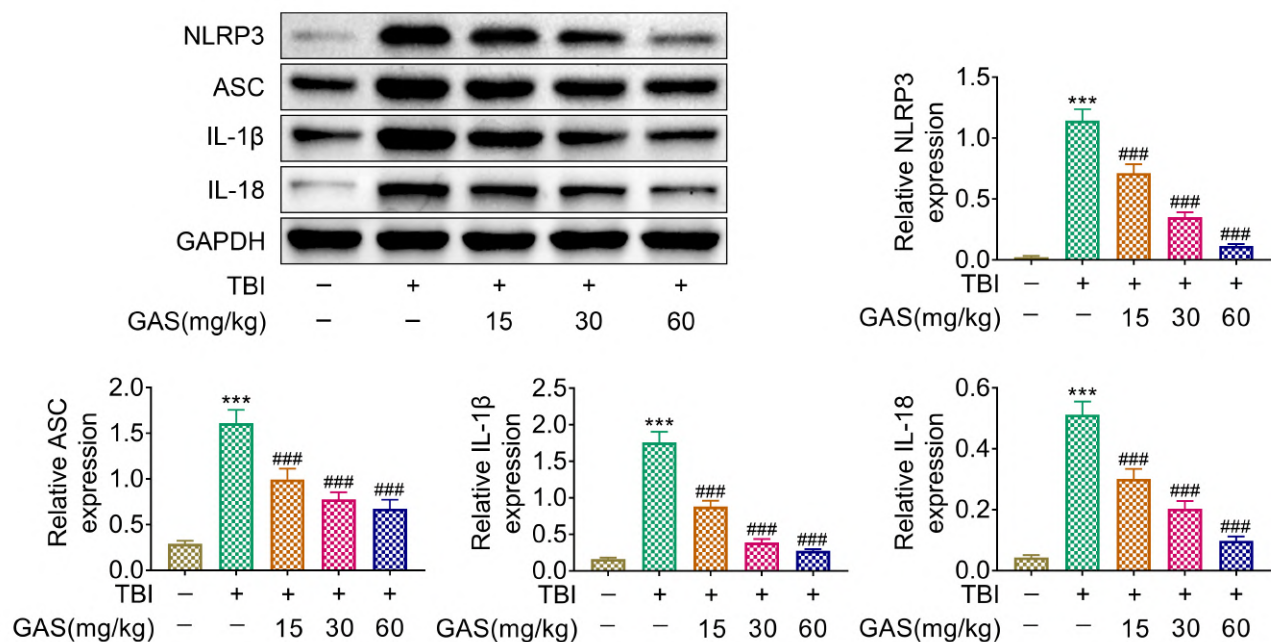 NLRP3
ASC
IL-1β
IL-18
GAPDH
TBI − + + + +
GAS(mg/kg) − − 15 30 60
Relative NLRP3
expression
1.5
1.0
0.5
0.0
***
###
###
###
TBI − + + + +
GAS(mg/kg) − − 15 30 60
Relative ASC
expression
2.0
1.5
1.0
0.5
0.0
***
###
###
###
TBI − + + + +
GAS(mg/kg) − − 15 30 60
Relative IL-1β
expression
2.5
2.0
1.5
1.0
0.5
0.0
***
###
###
###
TBI − + + + +
GAS(mg/kg) − − 15 30 60
Relative IL-18
expression
0.6
0.4
0.2
0.0
***
###
###
###
TBI − + + + +
GAS(mg/kg) − − 15 30 60